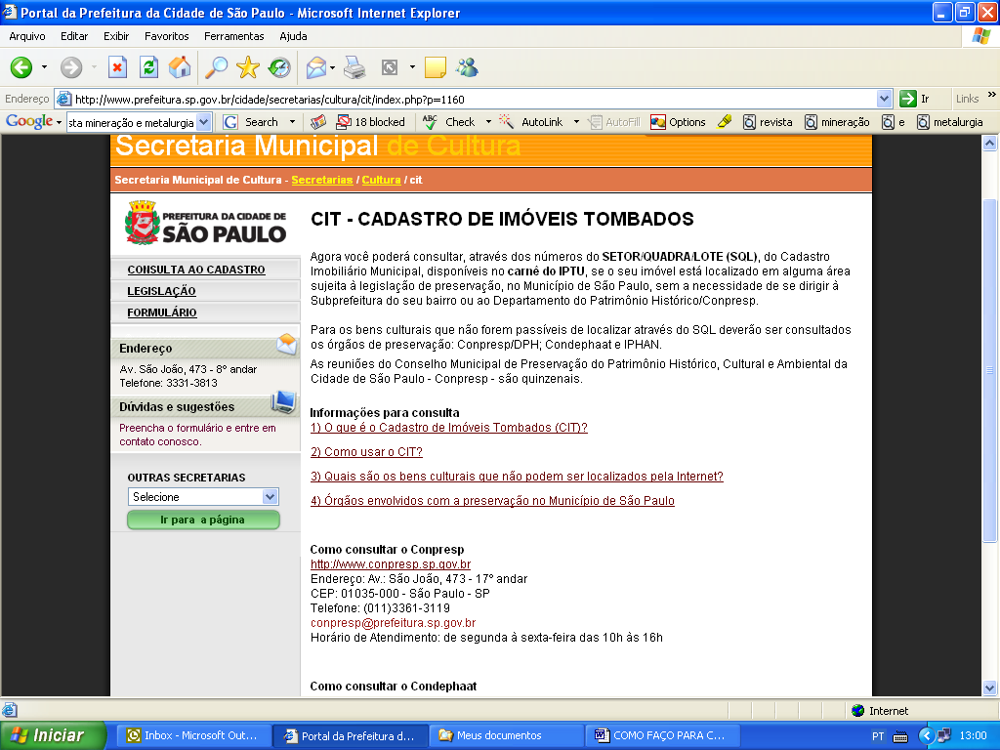 Portal da Prefeitura da Cidade de São Paulo - Microsoft Internet Explorer
Arquivo Editar Exibir Favoritos Ferramentas Ajuda
Endereço http://www.prefeitura.sp.gov.br/cidade/secretarias/cultura/cit/index.php?p=1160 Ir Links »
Google sta mineração e metalurgia G Search 18 blocked ABC Check AutoLink AutoFill Options revista mineração e metalurgia
Secretaria Municipal de Cultura
Secretaria Municipal de Cultura - Secretarias / Cultura / cit
PREFEITURA DA CIDADE DE
SÃO PAULO
CONSULTA AO CADASTRO
LEGISLAÇÃO
FORMULÁRIO
Endereço
Av. São João, 473 - 8º andar
Telefone: 3331-3813
Dúvidas e sugestões
Preencha o formulário e entre em
contato conosco.
OUTRAS SECRETARIAS
Selecione
Ir para a página
CIT - CADASTRO DE IMÓVEIS TOMBADOS
Agora você poderá consultar, através dos números do SETOR/QUADRA/LOTE (SQL), do Cadastro
Imobiliário Municipal, disponíveis no carnê do IPTU, se o seu imóvel está localizado em alguma área
sujeita à legislação de preservação, no Município de São Paulo, sem a necessidade de se dirigir à
Subprefeitura do seu bairro ou ao Departamento do Patrimônio Histórico/Conpresp.
Para os bens culturais que não forem passíveis de localizar através do SQL deverão ser consultados
os órgãos de preservação: Conpresp/DPH; Condephaat e IPHAN.
As reuniões do Conselho Municipal de Preservação do Patrimônio Histórico, Cultural e Ambiental da
Cidade de São Paulo - Conpresp - são quinzenais.
Informações para consulta
1) O que é o Cadastro de Imóveis Tombados (CIT)?
2) Como usar o CIT?
3) Quais são os bens culturais que não podem ser localizados pela Internet?
4) Órgãos envolvidos com a preservação no Município de São Paulo
Como consultar o Conpresp
http://www.conpresp.sp.gov.br
Endereço: Av.: São João, 473 - 17º andar
CEP: 01035-000 - São Paulo - SP
Telefone: (011)3361-3119
conpresp@prefeitura.sp.gov.br
Horário de Atendimento: de segunda à sexta-feira das 10h às 16h
Como consultar o Condephaat
Internet
Iniciar Inbox - Microsoft Out... Portal da Prefeitura d... Meus documentos COMO FAÇO PARA C... PT 13:00